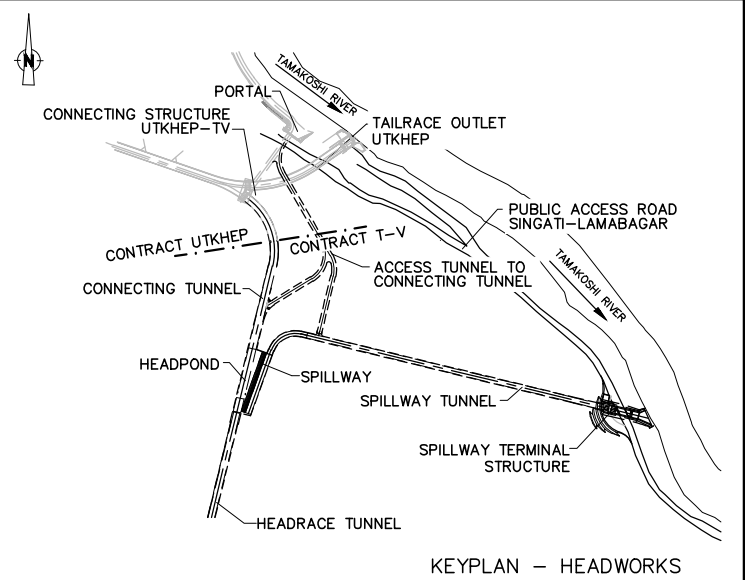 N
TAMAKOSHI RIVER
PORTAL
CONNECTING STRUCTURE
UTKHEP-TV
TAILRACE OUTLET
UTKHEP
PUBLIC ACCESS ROAD
SINGATI-LAMABAGAR
CONTRACT UTKHEP
CONTRACT T-V
TAMAKOSHI RIVER
ACCESS TUNNEL TO
CONNECTING TUNNEL
CONNECTING TUNNEL
HEADPOND
SPILLWAY
SPILLWAY TUNNEL
SPILLWAY TERMINAL
STRUCTURE
HEADRACE TUNNEL
KEYPLAN - HEADWORKS